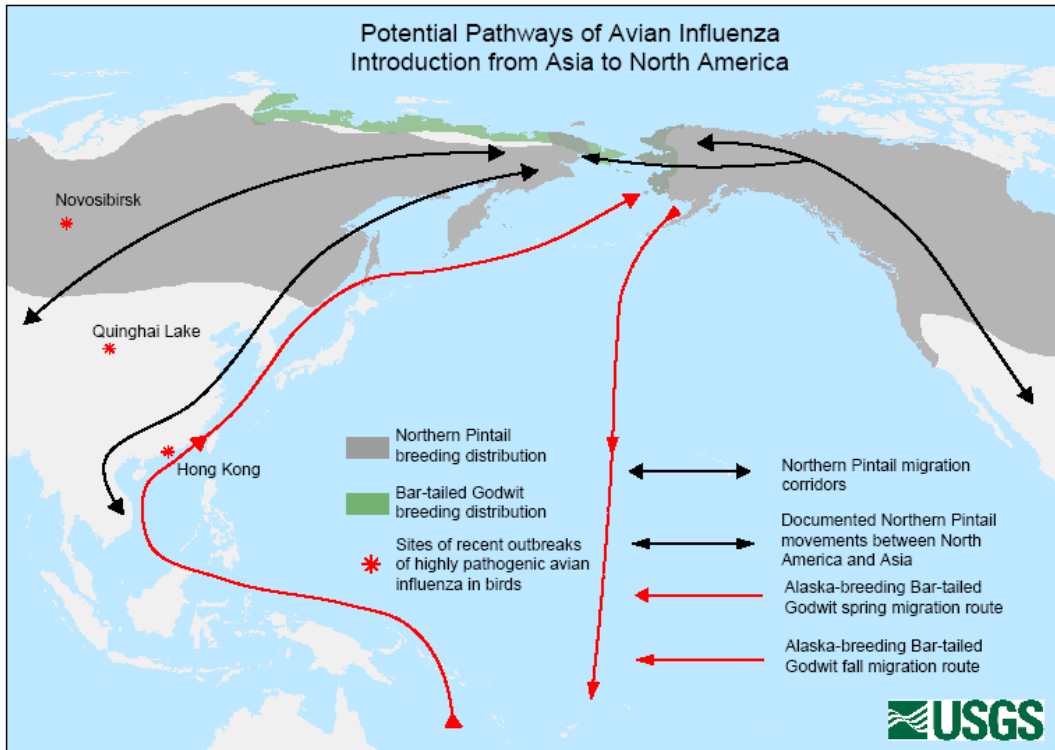 Potential Pathways of Avian Influenza
Introduction from Asia to North America
Novosibirsk
Quinghai Lake
Hong Kong
Northern Pintail
breeding distribution
Bar-tailed Godwit
breeding distribution
Sites of recent outbreaks
of highly pathogenic avian
influenza in birds
Northern Pintail migration
corridors
Documented Northern Pintail
movements between North
America and Asia
Alaska-breeding Bar-tailed
Godwit spring migration route
Alaska-breeding Bar-tailed
Godwit fall migration route
USGS